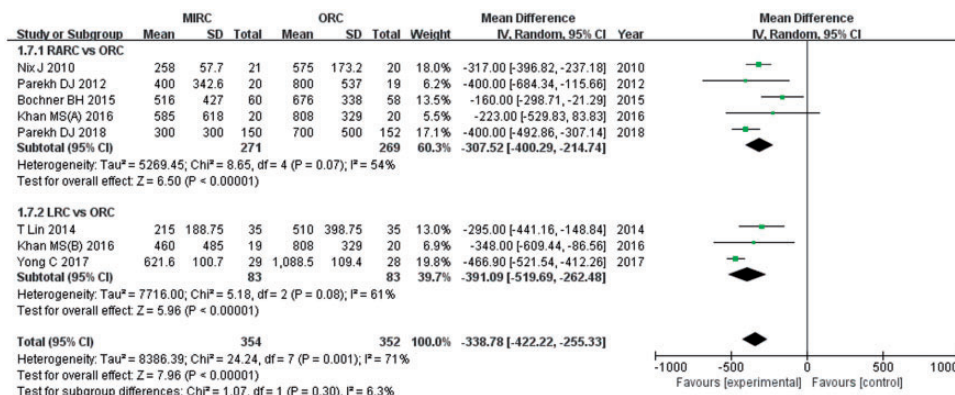 MIRC ORC Mean Difference Mean Difference
Study or Subgroup Mean SD Total Mean SD Total Weight IV, Random, 95% CI Year IV, Random, 95% CI
1.7.1 RARC vs ORC
Nix J 2010 258 57.7 21 575 173.2 20 18.0% -317.00 [-396.82, -237.18] 2010
Parekh DJ 2012 400 342.6 20 800 537 19 6.2% -400.00 [-684.34, -115.66] 2012
Bochner BH 2015 516 427 60 676 338 58 13.5% -160.00 [-298.71, -21.29] 2015
Khan MS(A) 2016 585 618 20 808 329 20 5.5% -223.00 [-529.83, 83.83] 2016
Parekh DJ 2018 300 300 150 700 500 152 17.1% -400.00 [-492.86, -307.14] 2018
Subtotal (95% CI) 271 269 60.3% -307.52 [-400.29, -214.74]
Heterogeneity: Tau² = 5269.45; Chi² = 8.65, df = 4 (P = 0.07); I² = 54%
Test for overall effect: Z = 6.50 (P < 0.00001)
1.7.2 LRC vs ORC
T Lin 2014 215 188.75 35 510 398.75 35 13.0% -295.00 [-441.16, -148.84] 2014
Khan MS(B) 2016 460 485 19 808 329 20 6.9% -348.00 [-609.44, -86.56] 2016
Yong C 2017 621.6 100.7 29 1,088.5 109.4 28 19.8% -466.90 [-521.54, -412.26] 2017
Subtotal (95% CI) 83 83 39.7% -391.09 [-519.69, -262.48]
Heterogeneity: Tau² = 7716.00; Chi² = 5.18, df = 2 (P = 0.08); I² = 61%
Test for overall effect: Z = 5.96 (P < 0.00001)
Total (95% CI) 354 352 100.0% -338.78 [-422.22, -255.33]
Heterogeneity: Tau² = 8386.39; Chi² = 24.24, df = 7 (P = 0.001); I² = 71%
Test for overall effect: Z = 7.96 (P < 0.00001)
Test for subgroup differences: Chi² = 1.07, df = 1 (P = 0.30), I² = 6.3%
-1000 -500 0 500 1000
Favours [experimental] Favours [control]